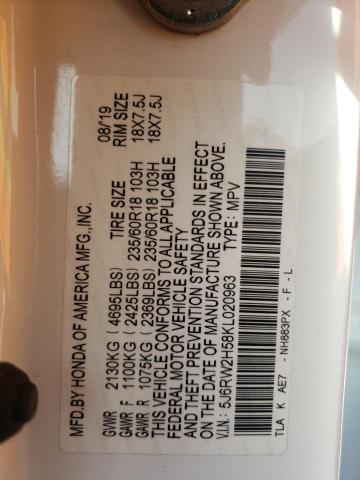 MFD.BY HONDA OF AMERICA MFG.,INC. 08/19
TIRE SIZE RIM SIZE
GVWR 2130KG ( 4695LBS)
GAWR F 1100KG ( 2425LBS) 235/60R18 103H 18X7.5J
GAWR R 1075KG ( 2369LBS) 235/60R18 103H 18X7.5J
THIS VEHICLE CONFORMS TO ALL APPLICABLE
FEDERAL MOTOR VEHICLE SAFETY
AND THEFT PREVENTION STANDARDS IN EFFECT
ON THE DATE OF MANUFACTURE SHOWN ABOVE.
V.I.N.: 5J6RW2H58KL020963 TYPE: MPV
TLA K AE7 - NH883PX - F - L